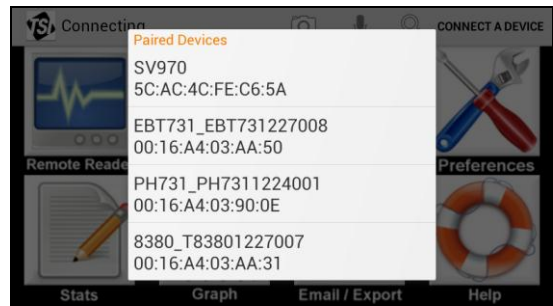 TSI Connecting CONNECT A DEVICE
Paired Devices
SV970
5C:AC:4C:FE:C6:5A
EBT731_EBT731227008
00:16:A4:03:AA:50
PH731_PH7311224001
00:16:A4:03:90:0E
8380_T83801227007
00:16:A4:03:AA:31
Remote Reade Preferences
Stats Graph Email / Export Help